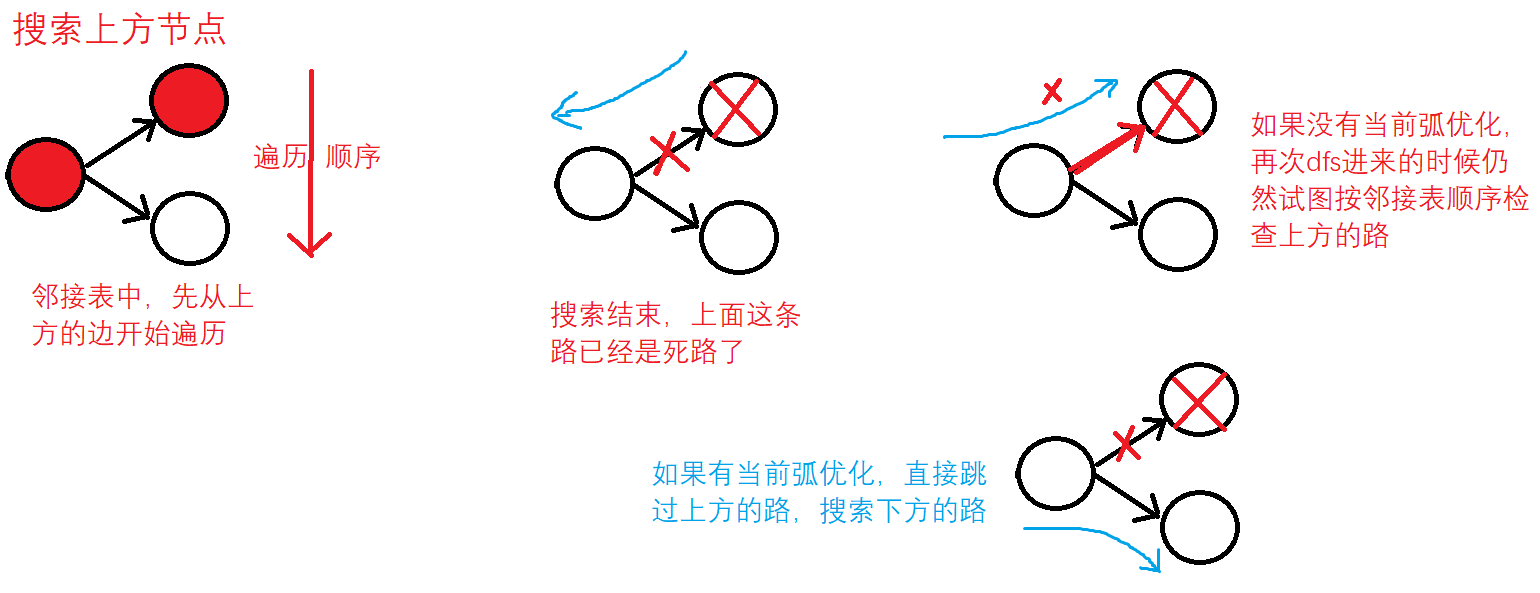 搜索上方节点
遍历 顺序
邻接表中，先从上
方的边开始遍历
搜索结束，上面这条
路已经是死路了
如果没有当前弧优化，
再次dfs进来的时候仍
然试图按邻接表顺序检
查上方的路
如果有当前弧优化，直接跳
过上方的路，搜索下方的路